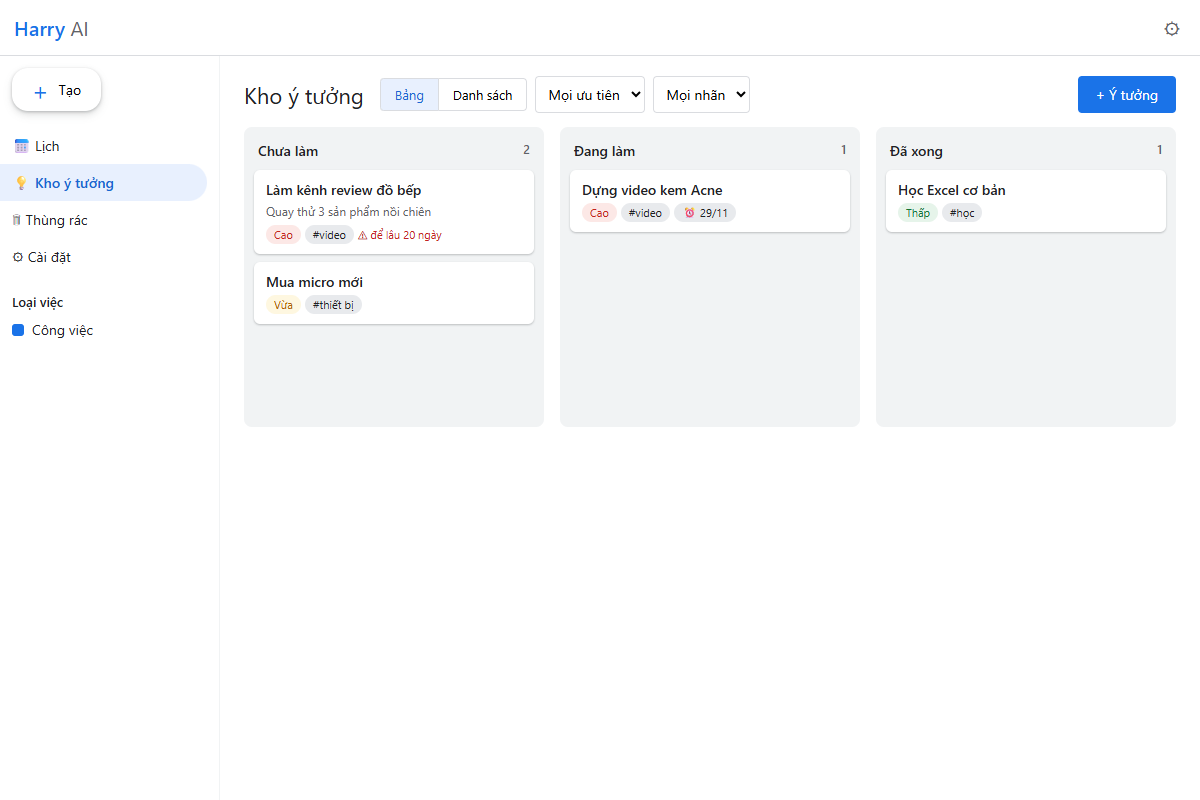 Harry AI
+ Tạo
Lịch
Kho ý tưởng
Thùng rác
Cài đặt
Loại việc
Công việc
Kho ý tưởng
Bảng
Danh sách
Mọi ưu tiên
Mọi nhãn
+ Ý tưởng
Chưa làm 2
Làm kênh review đồ bếp
Quay thử 3 sản phẩm nồi chiên
Cao #video ⚠ để lâu 20 ngày
Mua micro mới
Vừa #thiết bị
Đang làm 1
Dựng video kem Acne
Cao #video ⏰ 29/11
Đã xong 1
Học Excel cơ bản
Thấp #học